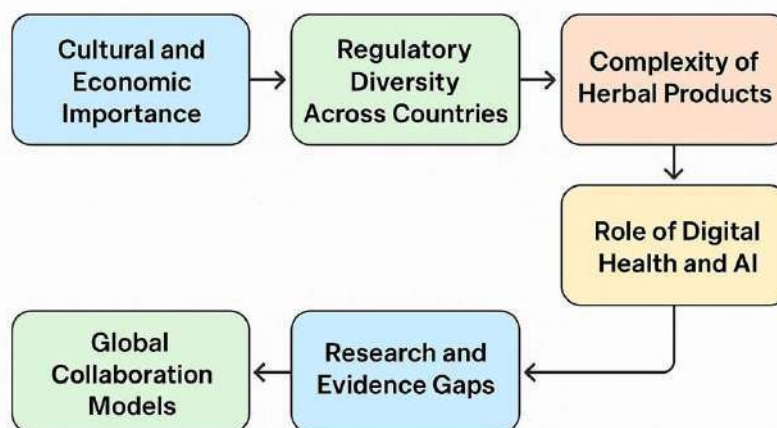 Cultural and
Economic
Importance
Regulatory
Diversity
Across Countries
Complexity of
Herbal Products
Role of Digital
Health and AI
Research and
Evidence Gaps
Global
Collaboration
Models